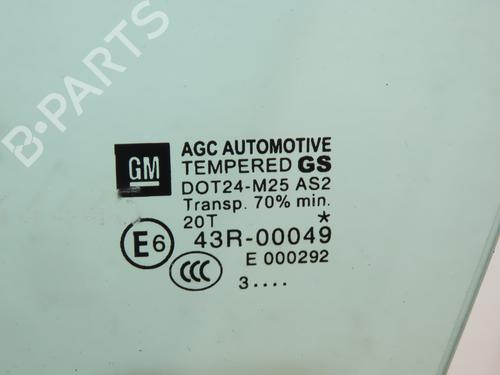 B-PARTS
GM
AGC AUTOMOTIVE
TEMPERED GS
DOT24-M25 AS2
Transp. 70% min.
20T *
E6 43R-00049
CCC E 000292
3....